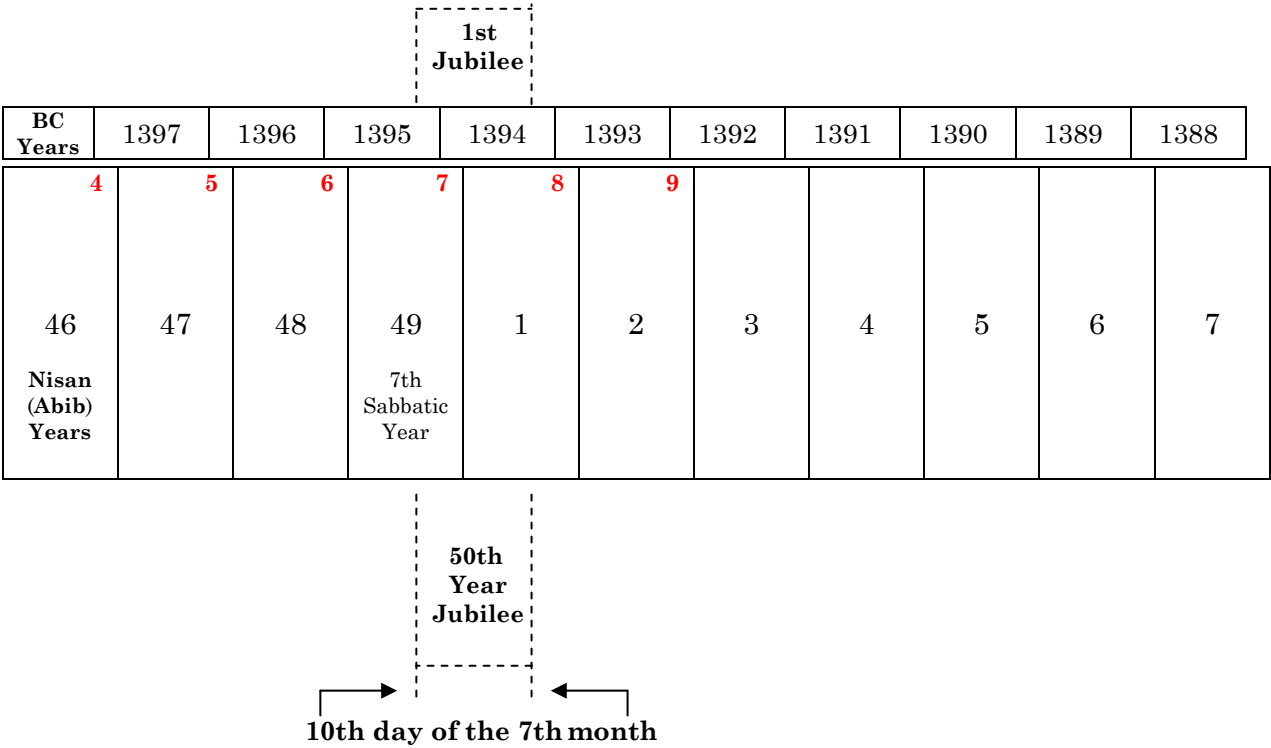 1st
Jubilee
BC
Years 1397 1396 1395 1394 1393 1392 1391 1390 1389 1388
4 5 6 7 8 9
46 47 48 49 1 2 3 4 5 6 7
Nisan
(Abib)
Years
7th
Sabbatic
Year
50th
Year
Jubilee
10th day of the 7th month